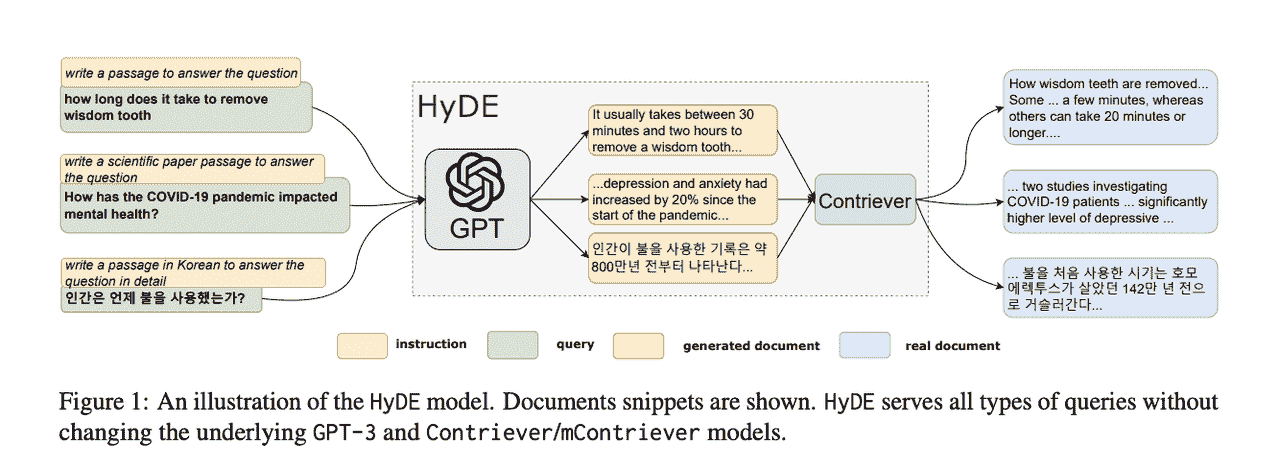 write a passage to answer the question
how long does it take to remove
wisdom tooth
write a scientific paper passage to answer
the question
How has the COVID-19 pandemic impacted
mental health?
write a passage in Korean to answer the
question in detail
인간은 언제 불을 사용했는가?
HyDE
GPT
It usually takes between 30
minutes and two hours to
remove a wisdom tooth...
...depression and anxiety had
increased by 20% since the
start of the pandemic...
인간이 불을 사용한 기록은 약
800만년 전부터 나타난다...
Contriever
How wisdom teeth are removed...
Some ... a few minutes, whereas
others can take 20 minutes or
longer....
... two studies investigating
COVID-19 patients ... significantly
higher level of depressive ...
... 불을 처음 사용한 시기는 호모
에렉투스가 살았던 142만 년 전으
로 거슬러간다...
instruction
query
generated document
real document
Figure 1: An illustration of the HyDE model. Documents snippets are shown. HyDE serves all types of queries without
changing the underlying GPT-3 and Contriever/mContriever models.